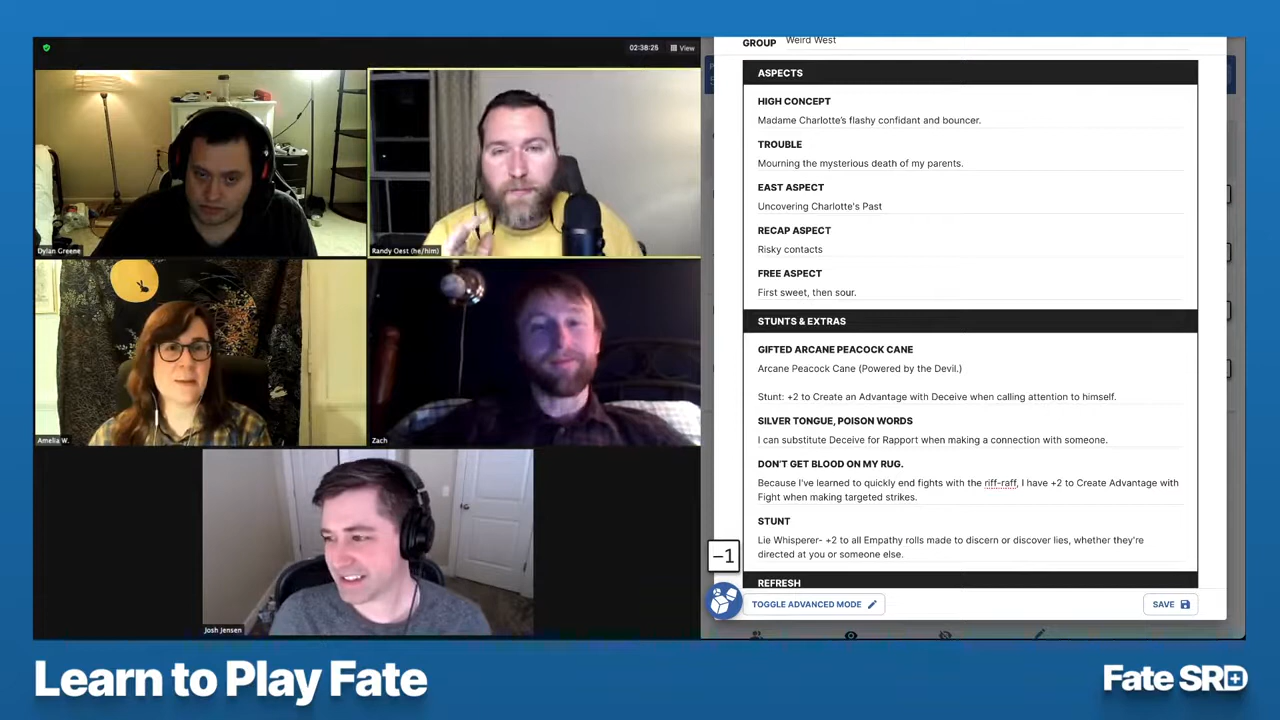 02:38:26
View
Dylan Greene
Randy Oest (he/him)
Amelia W.
Zach
Josh Jensen
GROUP Weird West
ASPECTS
HIGH CONCEPT
Madame Charlotte's flashy confidant and bouncer.
TROUBLE
Mourning the mysterious death of my parents.
EAST ASPECT
Uncovering Charlotte's Past
RECAP ASPECT
Risky contacts
FREE ASPECT
First sweet, then sour.
STUNTS & EXTRAS
GIFTED ARCANE PEACOCK CANE
Arcane Peacock Cane (Powered by the Devil.)
Stunt: +2 to Create an Advantage with Deceive when calling attention to himself.
SILVER TONGUE, POISON WORDS
I can substitute Deceive for Rapport when making a connection with someone.
DON'T GET BLOOD ON MY RUG.
Because I've learned to quickly end fights with the riff-raff, I have +2 to Create Advantage with
Fight when making targeted strikes.
STUNT
Lie Whisperer- +2 to all Empathy rolls made to discern or discover lies, whether they're
directed at you or someone else.
REFRESH
−1
TOGGLE ADVANCED MODE
SAVE
Learn to Play Fate
Fate SRD